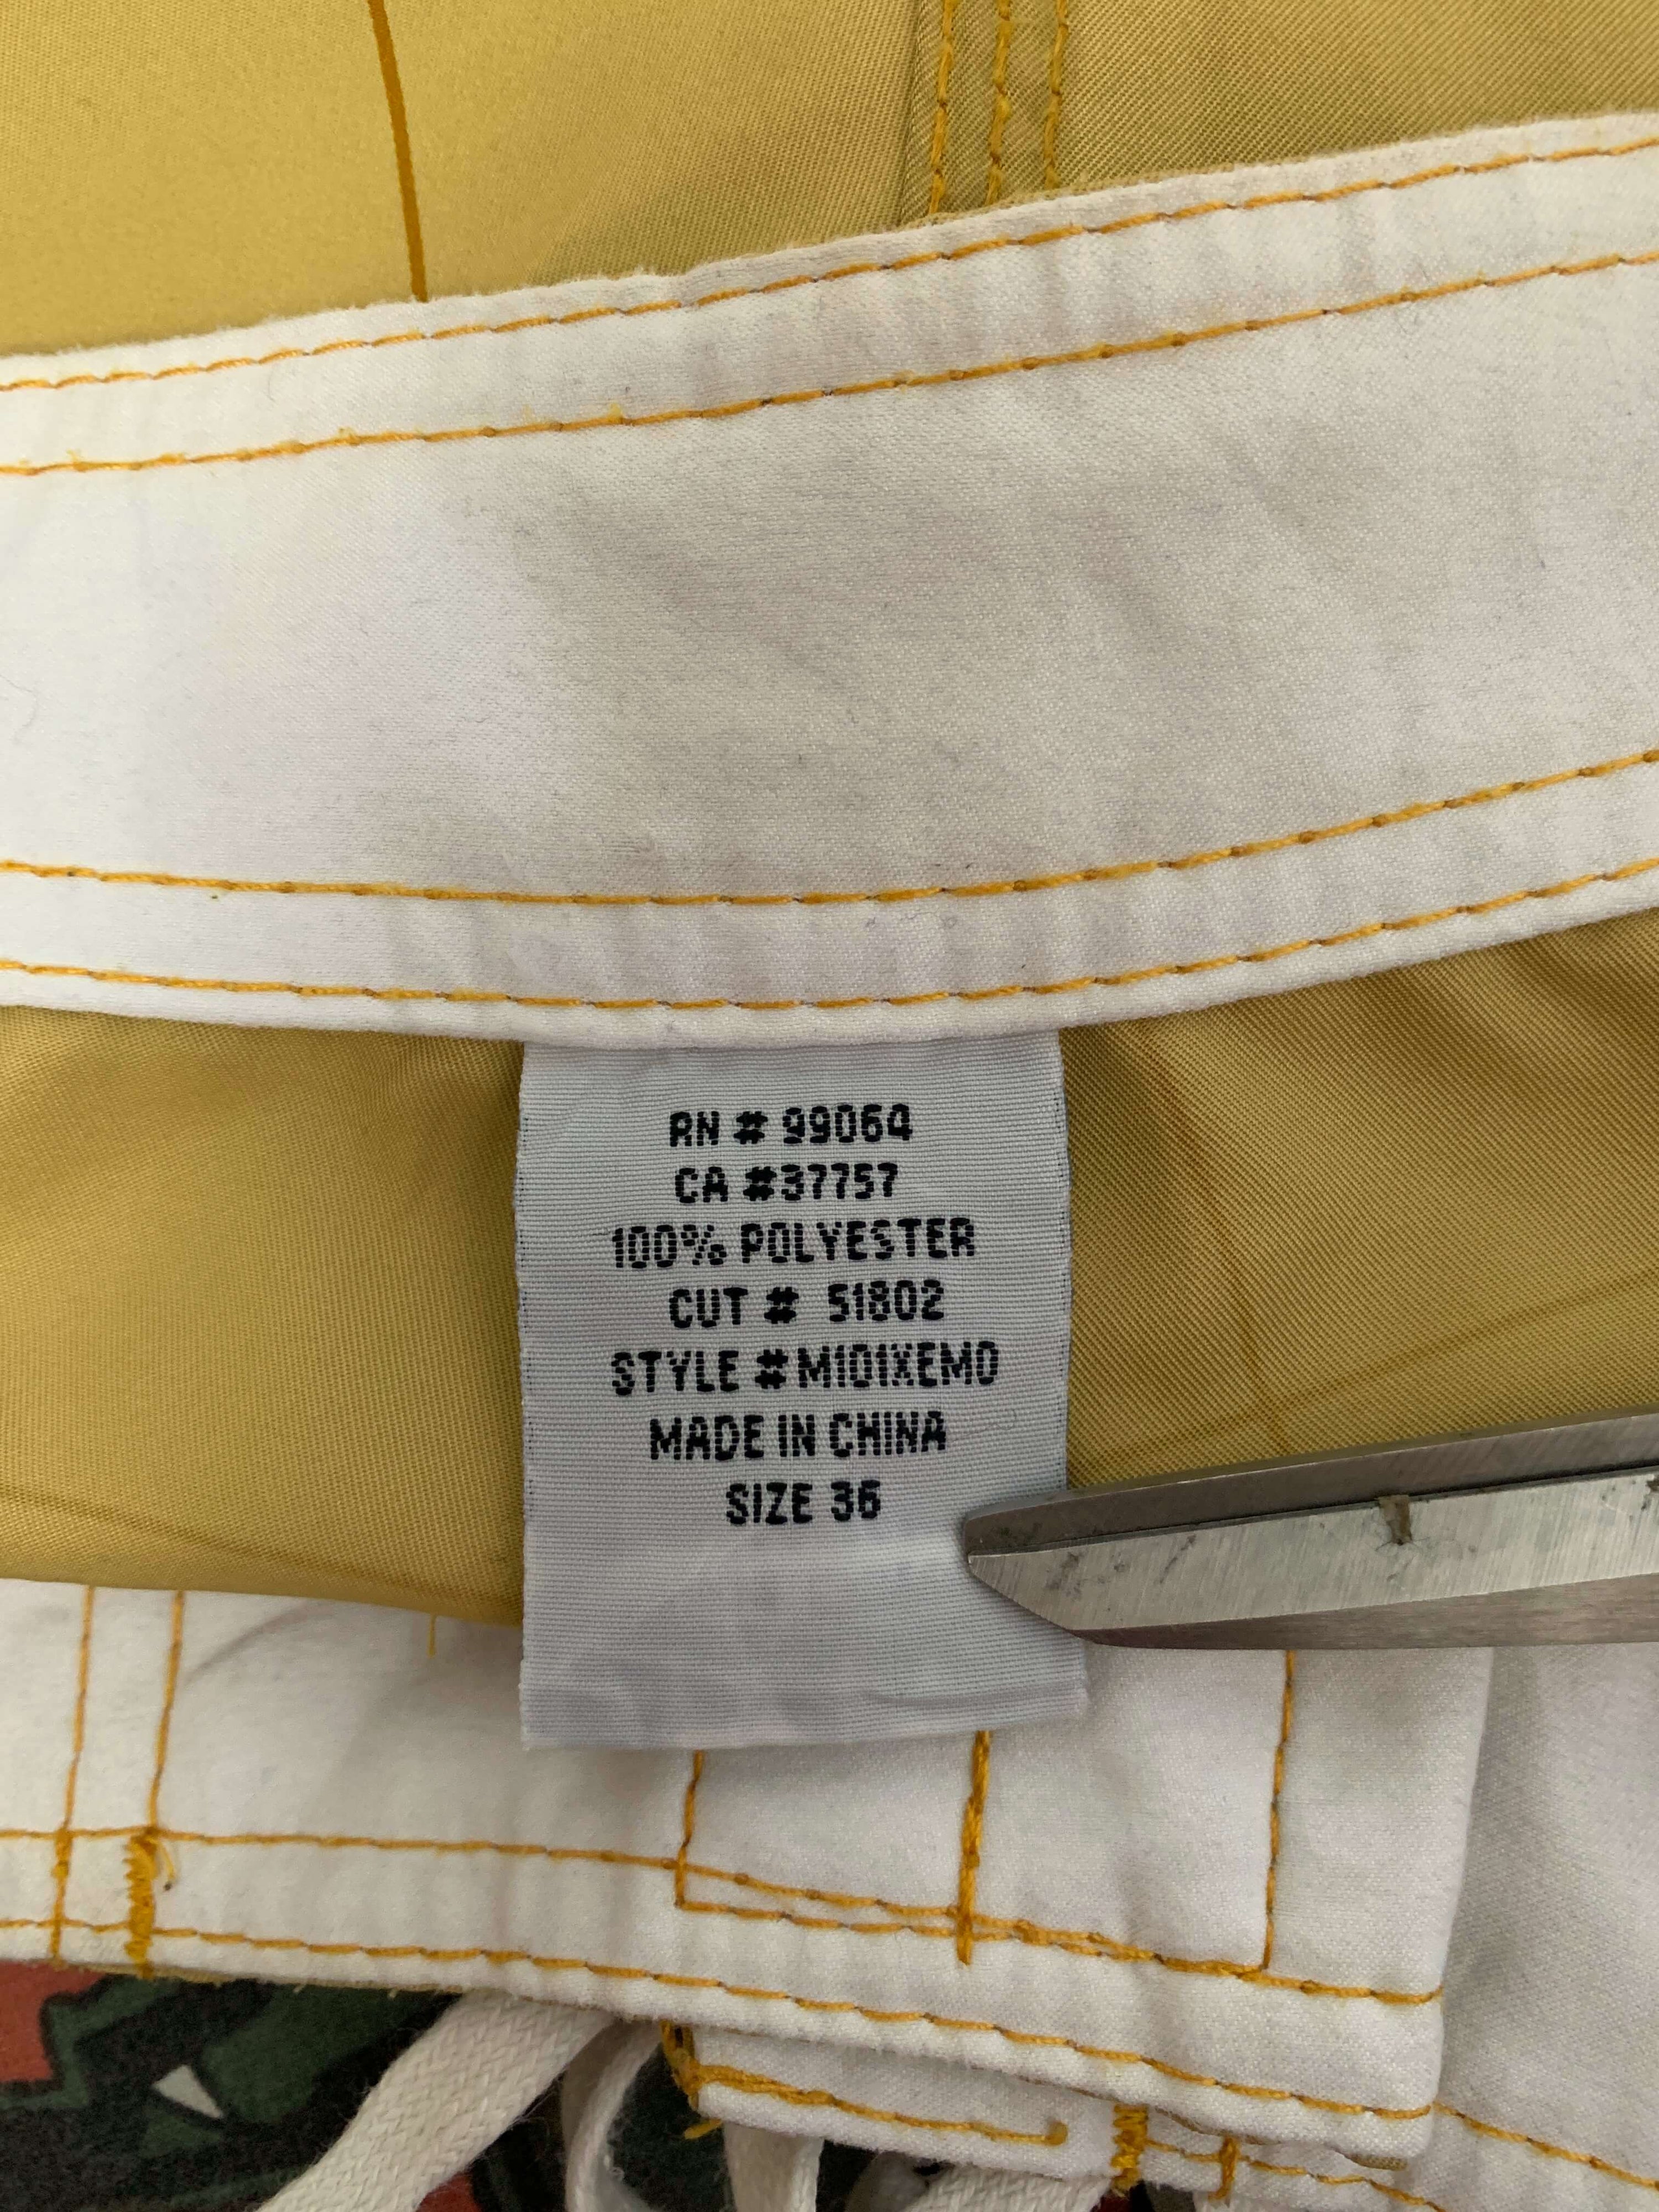 RN # 99064
CA #37757
100% POLYESTER
CUT # 51802
STYLE #M101XEMO
MADE IN CHINA
SIZE 36